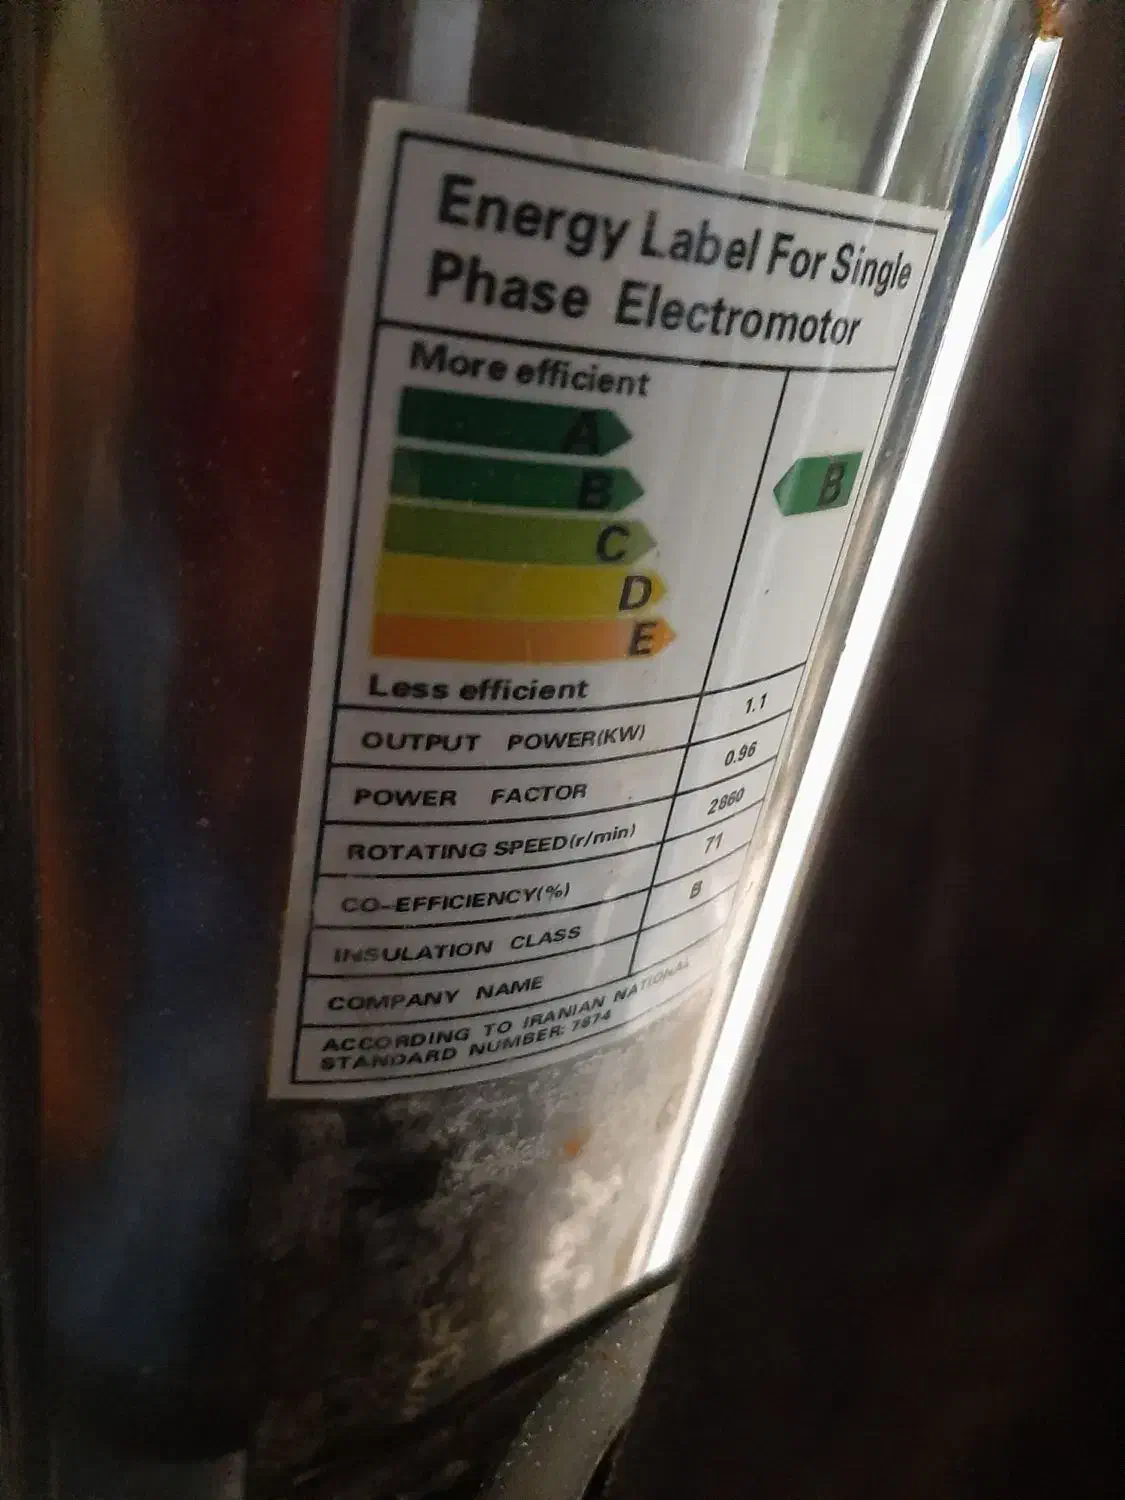 Energy Label For Single
Phase Electromotor
More efficient
A
B
B
C
D
E
Less efficient
OUTPUT POWER(KW) 1.1
POWER FACTOR 0.96
ROTATING SPEED(r/min) 2860
CO-EFFICIENCY(%) 71
INSULATION CLASS B
COMPANY NAME
ACCORDING TO IRANIAN NATIONAL
STANDARD NUMBER: 7874